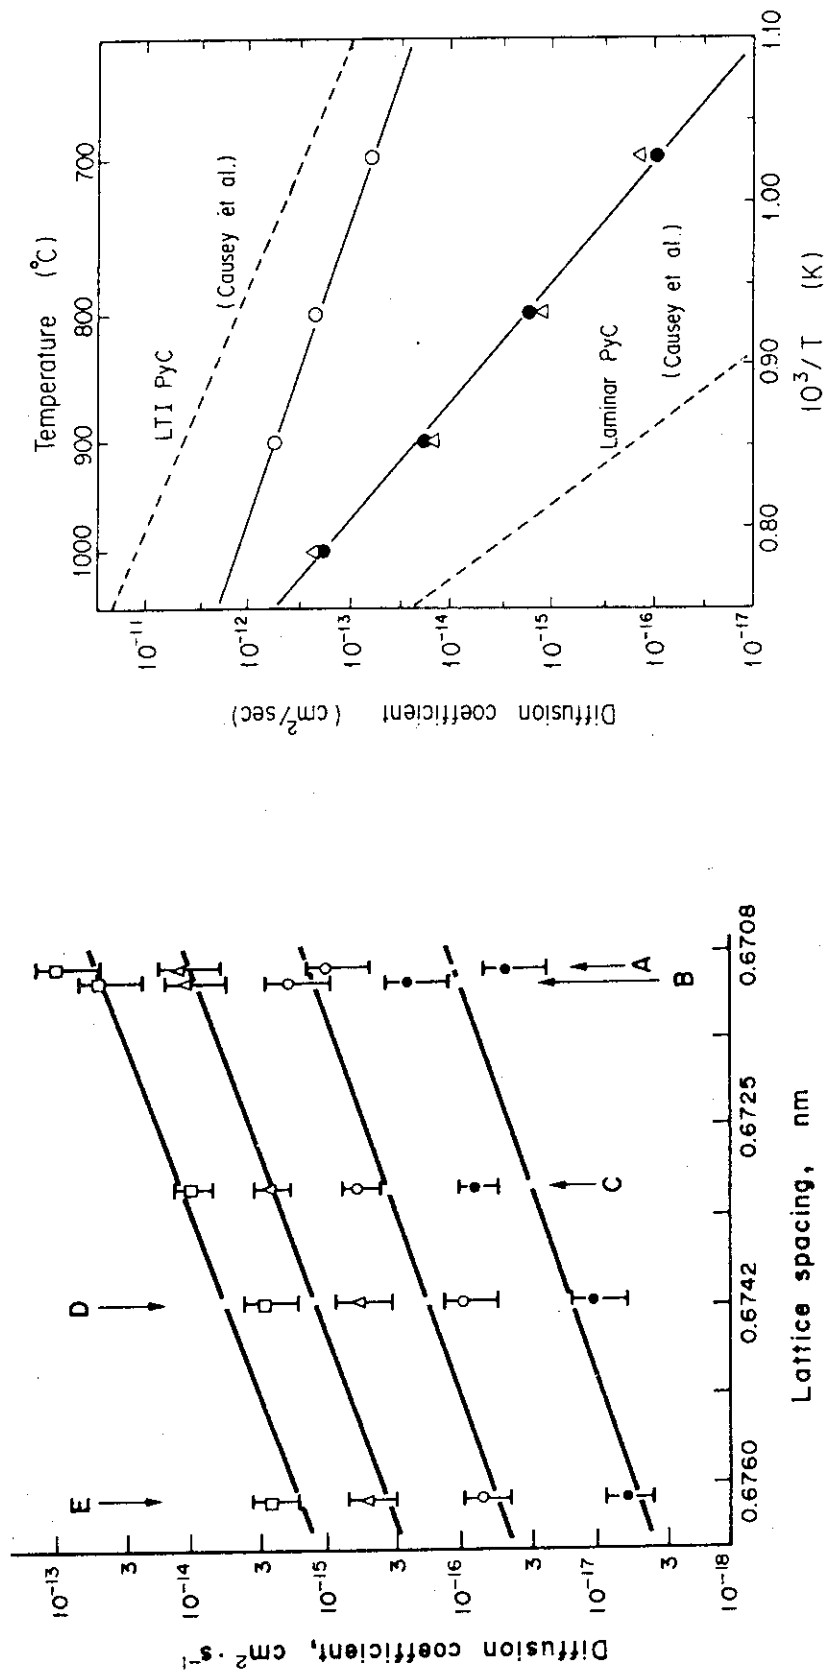 Diffusion coefficient, cm²·s⁻¹
10⁻¹³
3
10⁻¹⁴
3
10⁻¹⁵
3
10⁻¹⁶
3
10⁻¹⁷
3
10⁻¹⁸
E
D
C
B
A
0.6760
0.6742
0.6725
0.6708
Lattice spacing, nm
Temperature (°C)
1000
900
800
700
Diffusion coefficient (cm²/sec)
10⁻¹¹
10⁻¹²
10⁻¹³
10⁻¹⁴
10⁻¹⁵
10⁻¹⁶
10⁻¹⁷
LTI PyC
(Causey et al.)
Laminar PyC
(Causey et al.)
0.80
0.90
1.00
1.10
10³/T (K)